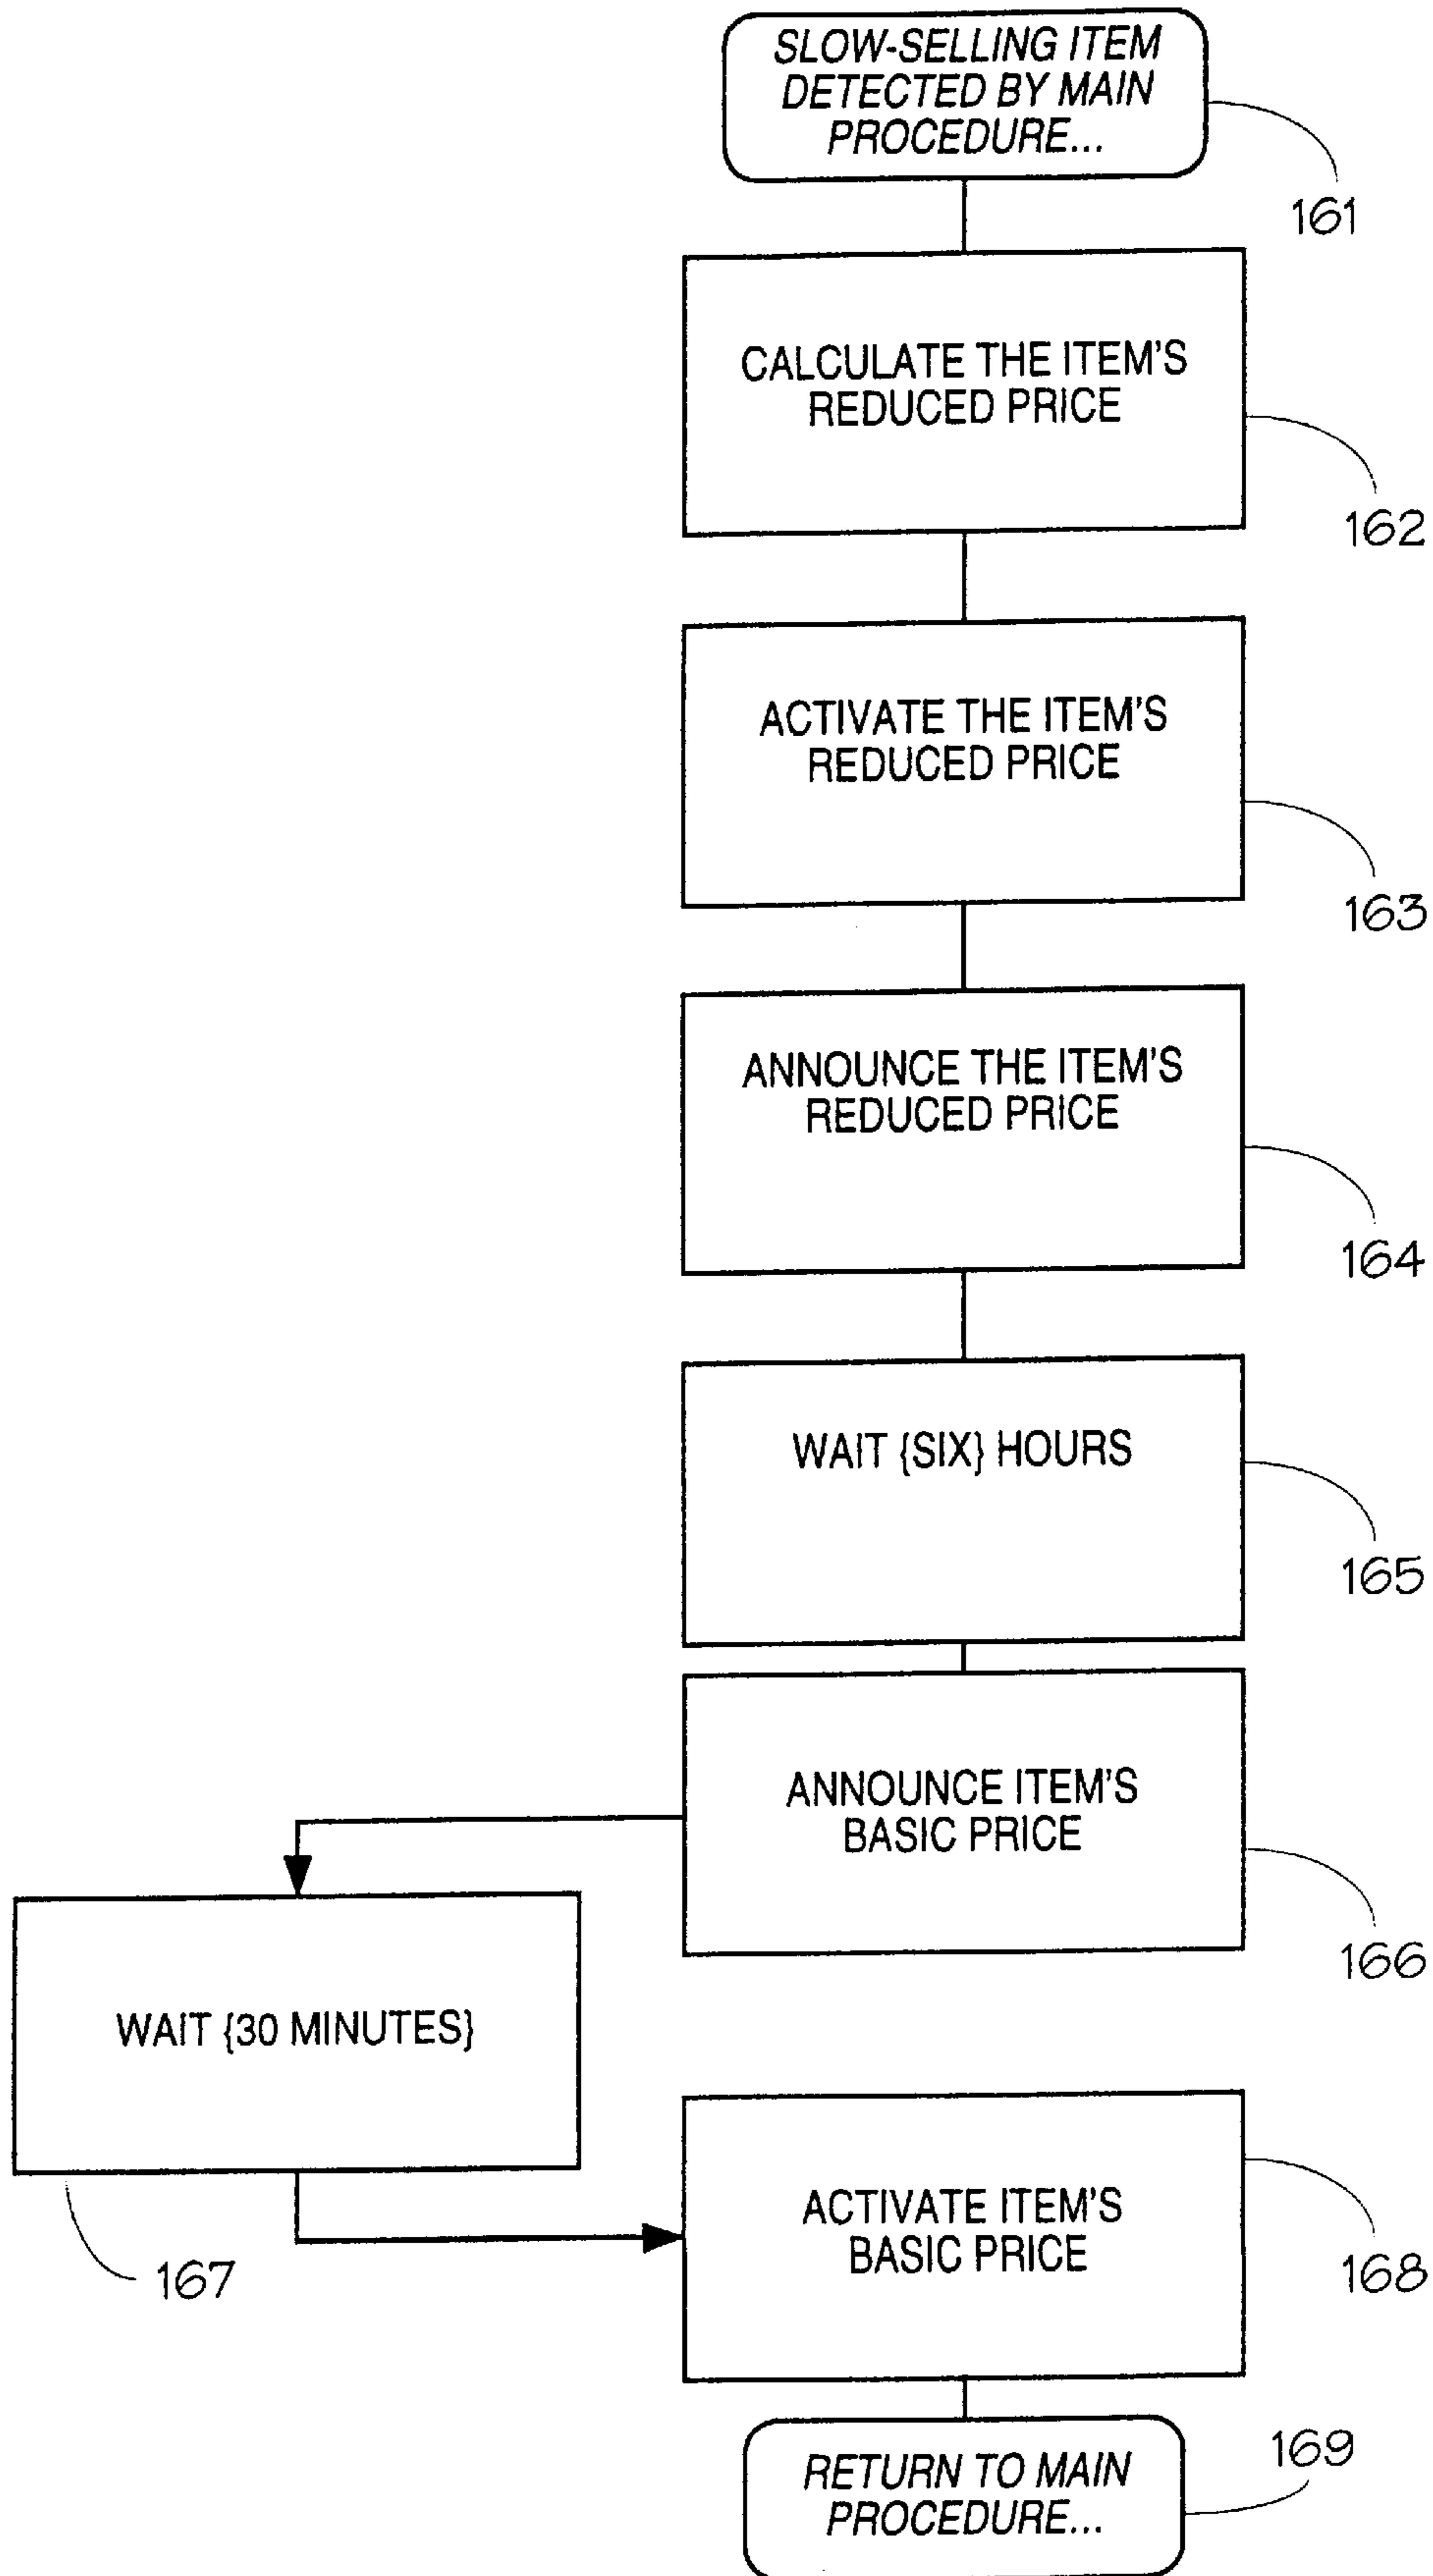 SLOW-SELLING ITEM
DETECTED BY MAIN
PROCEDURE...
161
CALCULATE THE ITEM'S
REDUCED PRICE
162
ACTIVATE THE ITEM'S
REDUCED PRICE
163
ANNOUNCE THE ITEM'S
REDUCED PRICE
164
WAIT {SIX} HOURS
165
ANNOUNCE ITEM'S
BASIC PRICE
166
WAIT {30 MINUTES}
167
ACTIVATE ITEM'S
BASIC PRICE
168
RETURN TO MAIN
PROCEDURE...
169